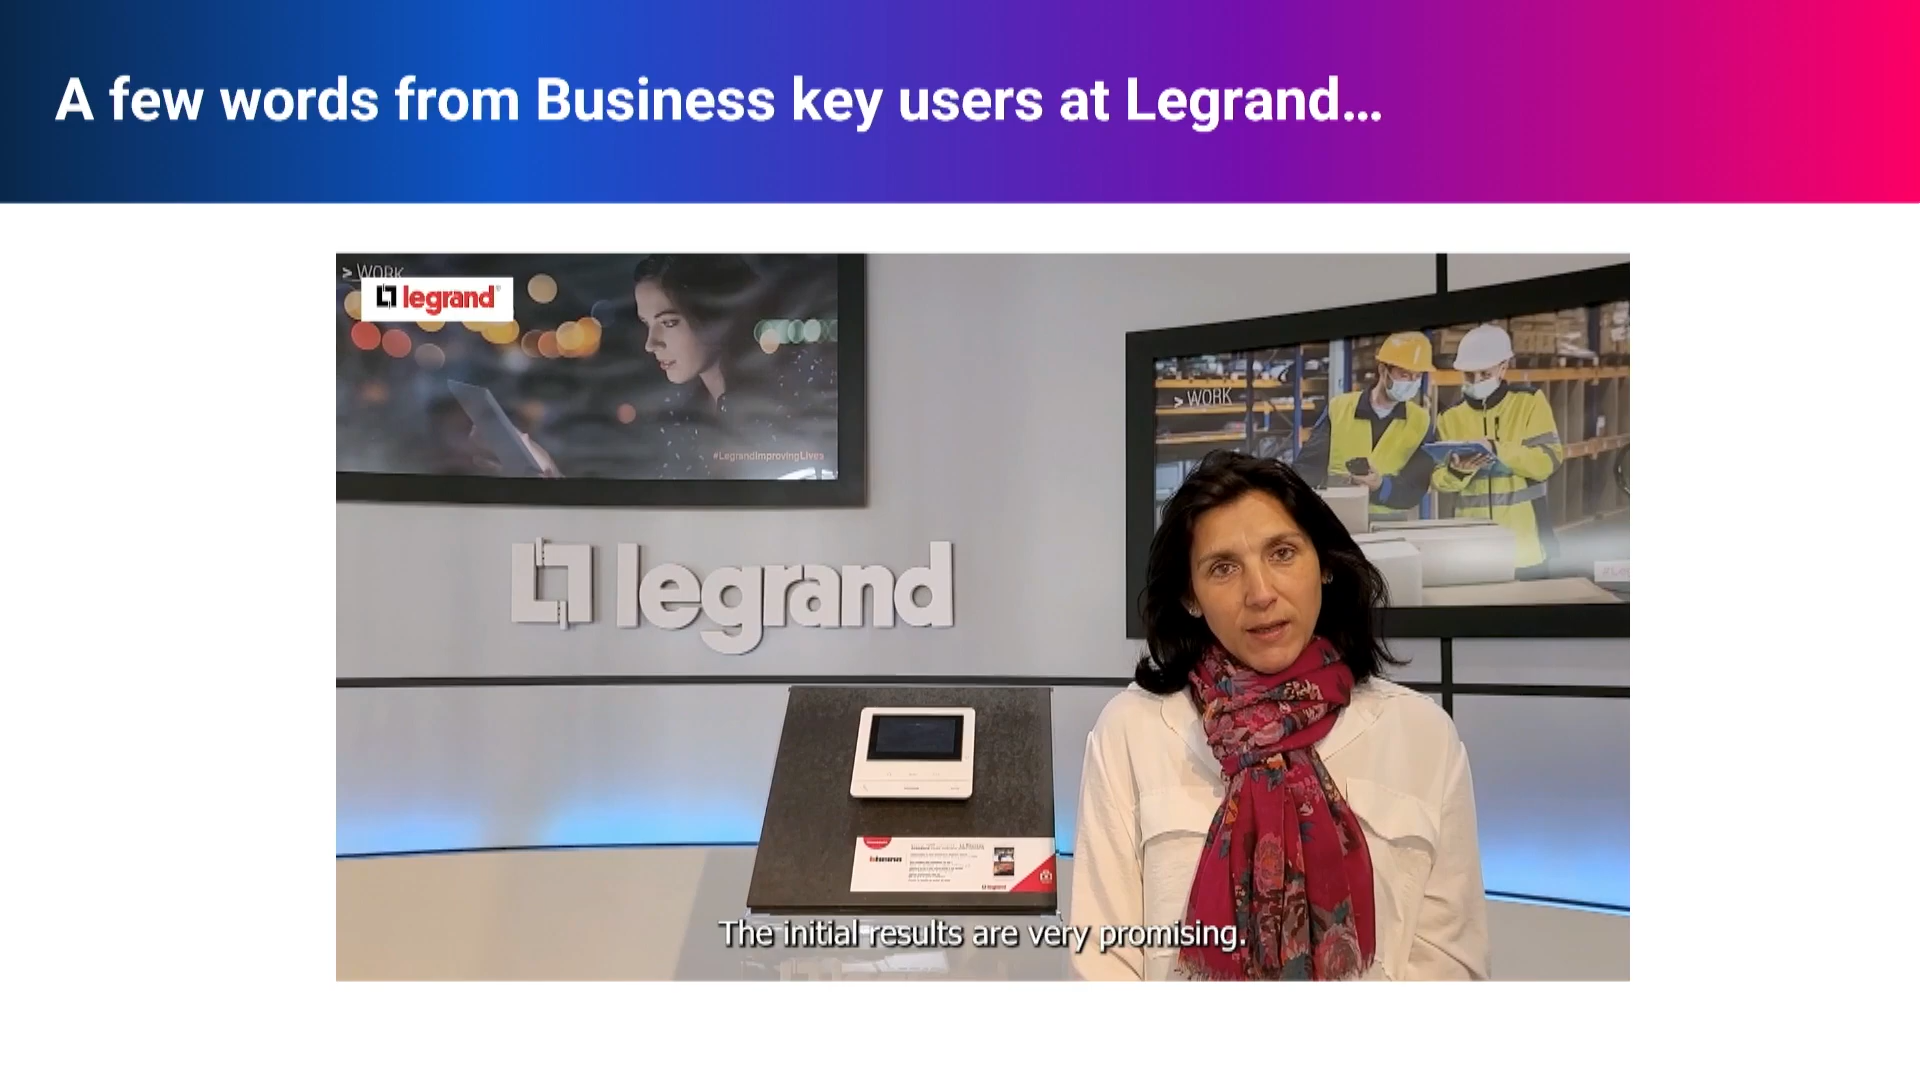 A few words from Business key users at Legrand...
> WORK
legrand®
#LegrandImprovingLives
> WORK
legrand
legrand
The initial results are very promising.